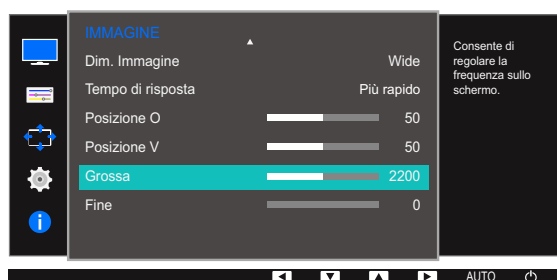 IMMAGINE
Dim. Immagine Wide
Tempo di risposta Più rapido
Posizione O 50
Posizione V 50
Grossa 2200
Fine 0
Consente di
regolare la
frequenza sullo
schermo.
AUTO